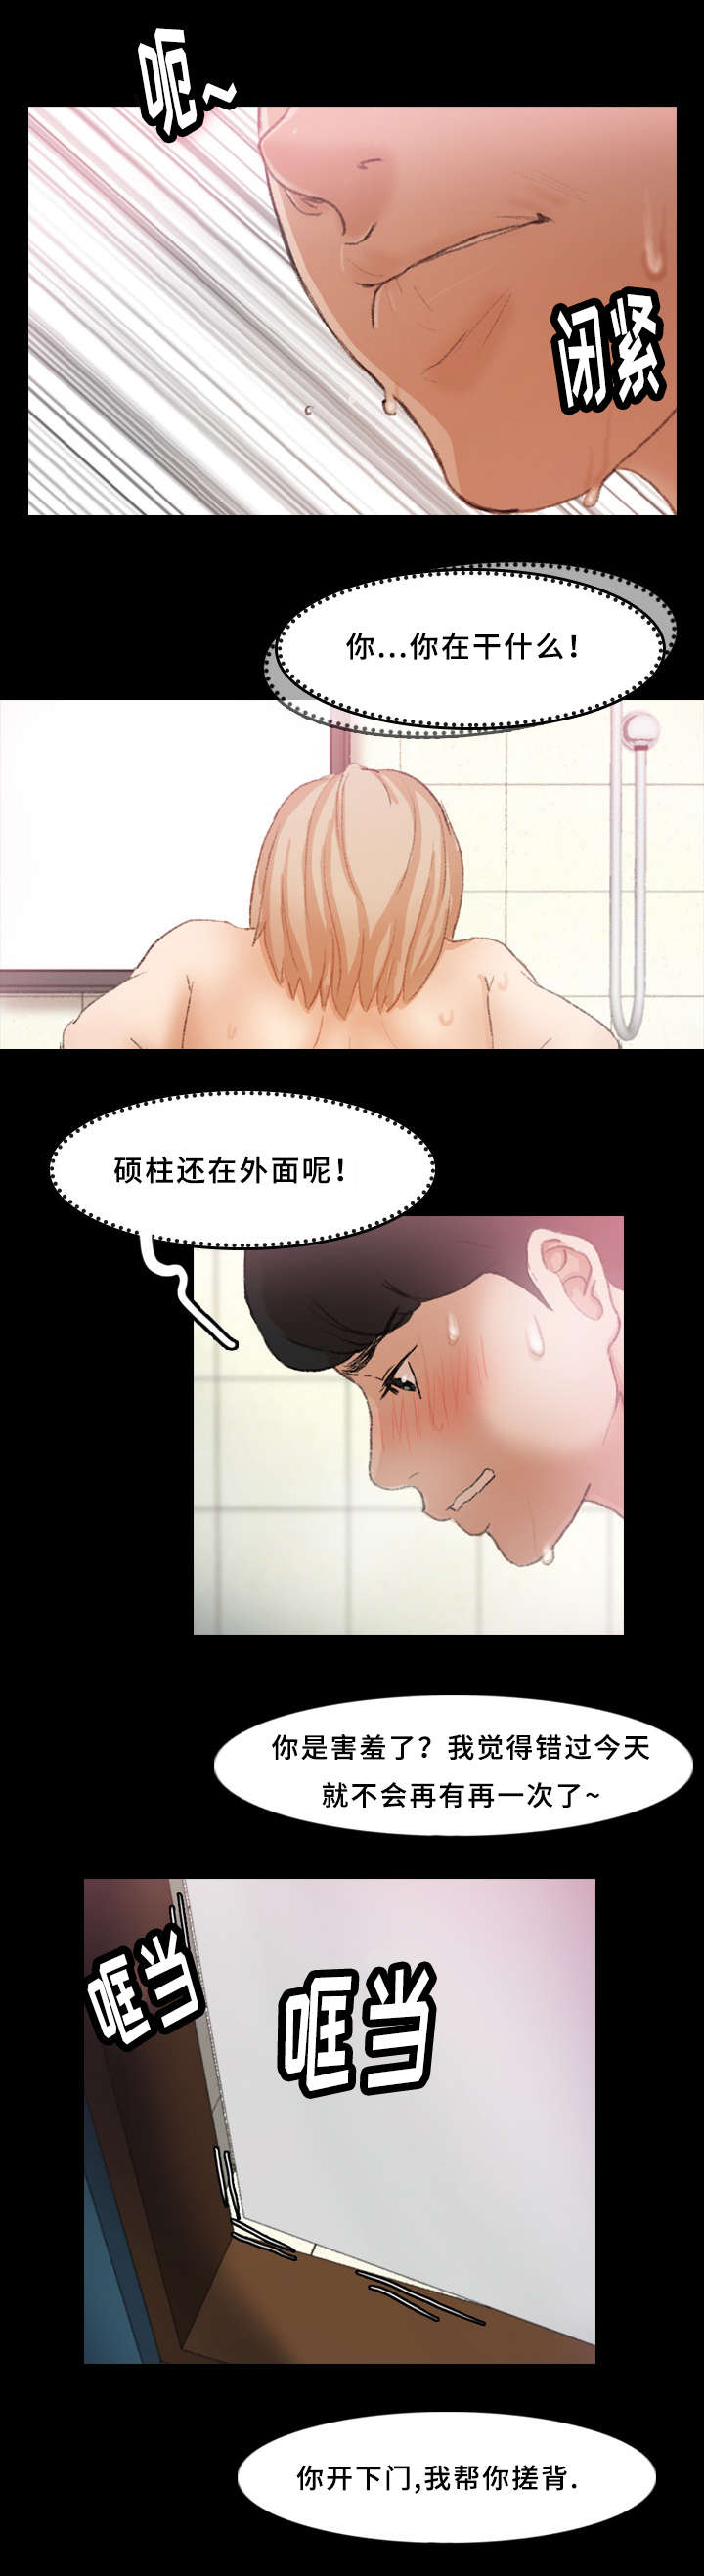 呃~
闭紧
你...你在干什么！
硕柱还在外面呢！
你是害羞了？我觉得错过今天
就不会再有再一次了~
哐当
哐当
你开下门,我帮你搓背.